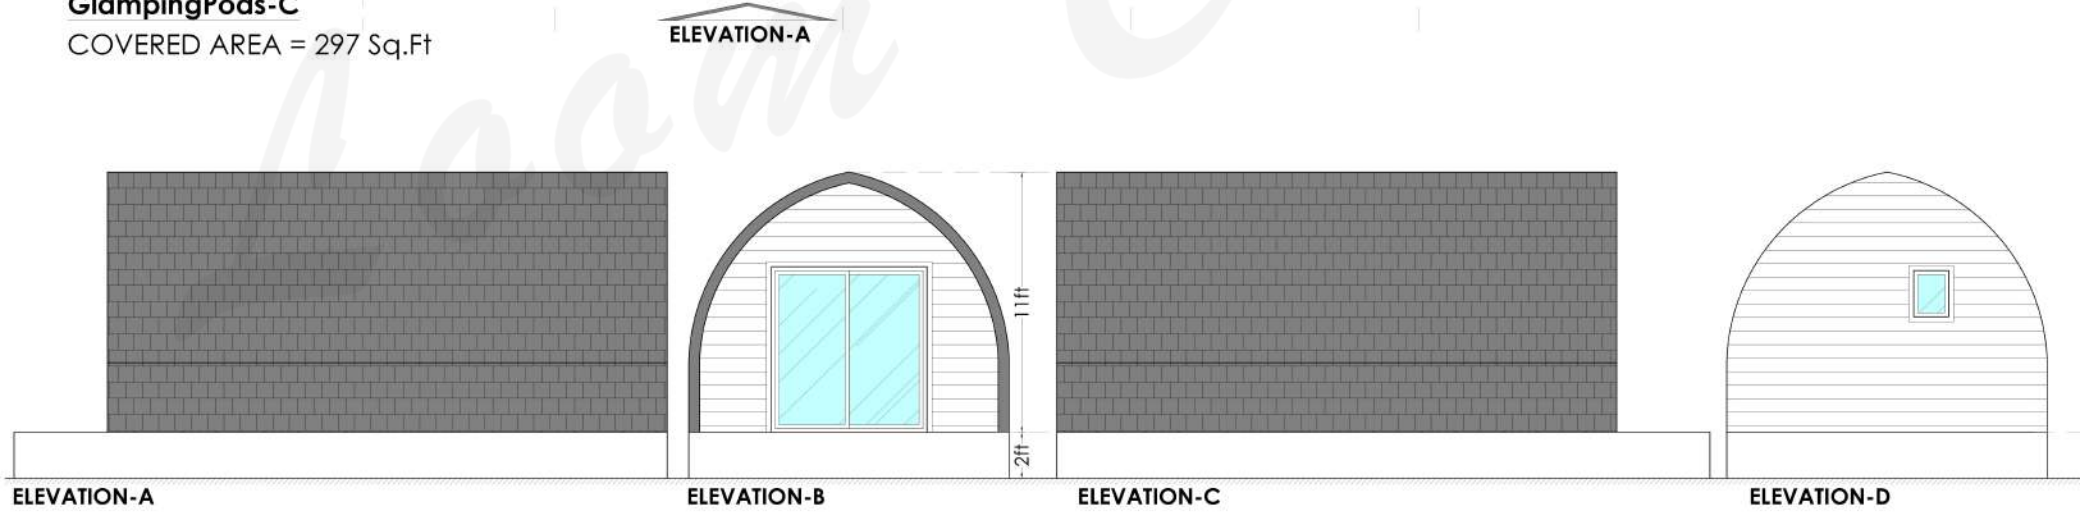 GlampingPods-C
COVERED AREA = 297 Sq.Ft
ELEVATION-A
11ft
2ft
ELEVATION-A
ELEVATION-B
ELEVATION-C
ELEVATION-D